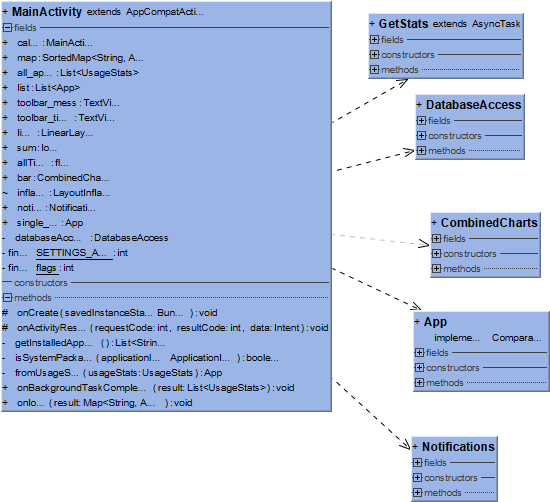 + MainActivity extends AppCompatActi...
fields
+ cal... :MainActi...
+ map:SortedMap<String, A...
+ all_ap... :List<UsageStats>
+ list:List<App>
+ toolbar_mess :TextVi...
+ toolbar_ti... :TextVi...
+ li... :LinearLay...
+ sum:lo...
+ allTi... :fl...
+ bar:CombinedCha...
~ infla... :LayoutInfla...
+ noti... :Notificati...
+ single_... :App
- databaseAcc... :DatabaseAccess
- fin... SETTINGS_A... :int
- fin... flags:int
constructors
methods
# onCreate(savedInstanceSta... Bun... ):void
# onActivityRes... (requestCode:int, resultCode:int, data:Intent):void
- getInstalledApp... ():List<Strin...
- isSystemPacka... (applicationI... ApplicationI... ):boole...
- fromUsageS... (usageStats:UsageStats):App
+ onBackgroundTaskComple... (result:List<UsageStats>):void
+ onlo... (result:Map<String, A... ):void
+ GetStats extends AsyncTask
fields
constructors
methods
+ DatabaseAccess
fields
constructors
methods
+ CombinedCharts
fields
constructors
methods
+ App
impleme... Compara...
fields
constructors
methods
+ Notifications
fields
constructors
methods